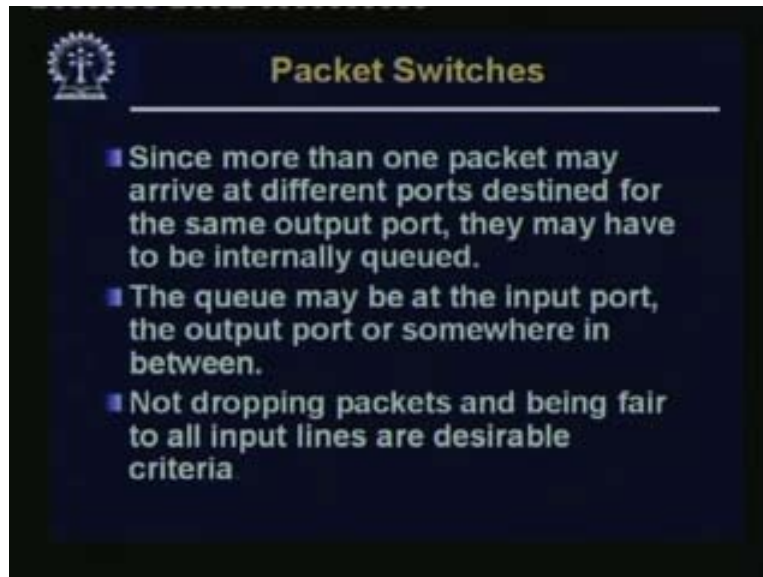 Packet Switches
Since more than one packet may
arrive at different ports destined for
the same output port, they may have
to be internally queued.
The queue may be at the input port,
the output port or somewhere in
between.
Not dropping packets and being fair
to all input lines are desirable
criteria